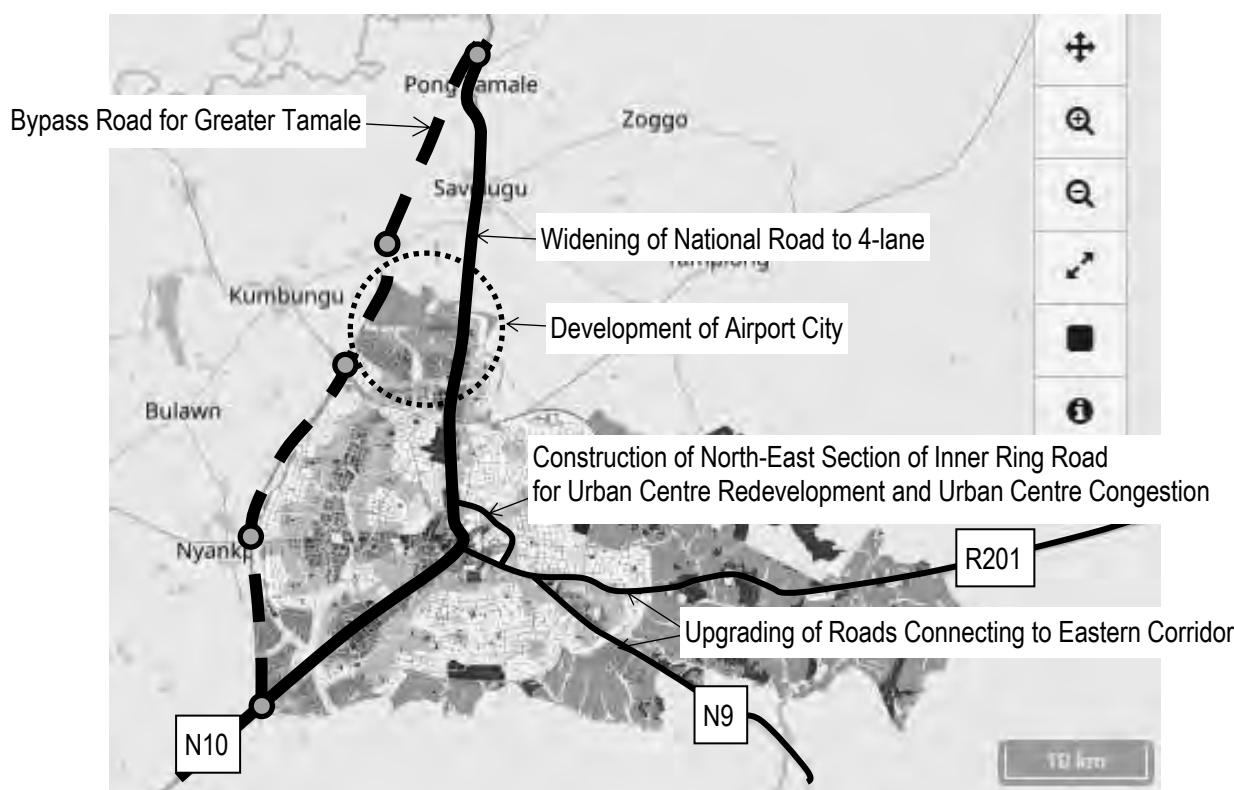 Pong Tamale
Bypass Road for Greater Tamale
Zoggo
Savelugu
Widening of National Road to 4-lane
Kumbungu
Development of Airport City
Bulawn
Construction of North-East Section of Inner Ring Road
for Urban Centre Redevelopment and Urban Centre Congestion
Nyankp
R201
Upgrading of Roads Connecting to Eastern Corridor
N9
N10
10 km